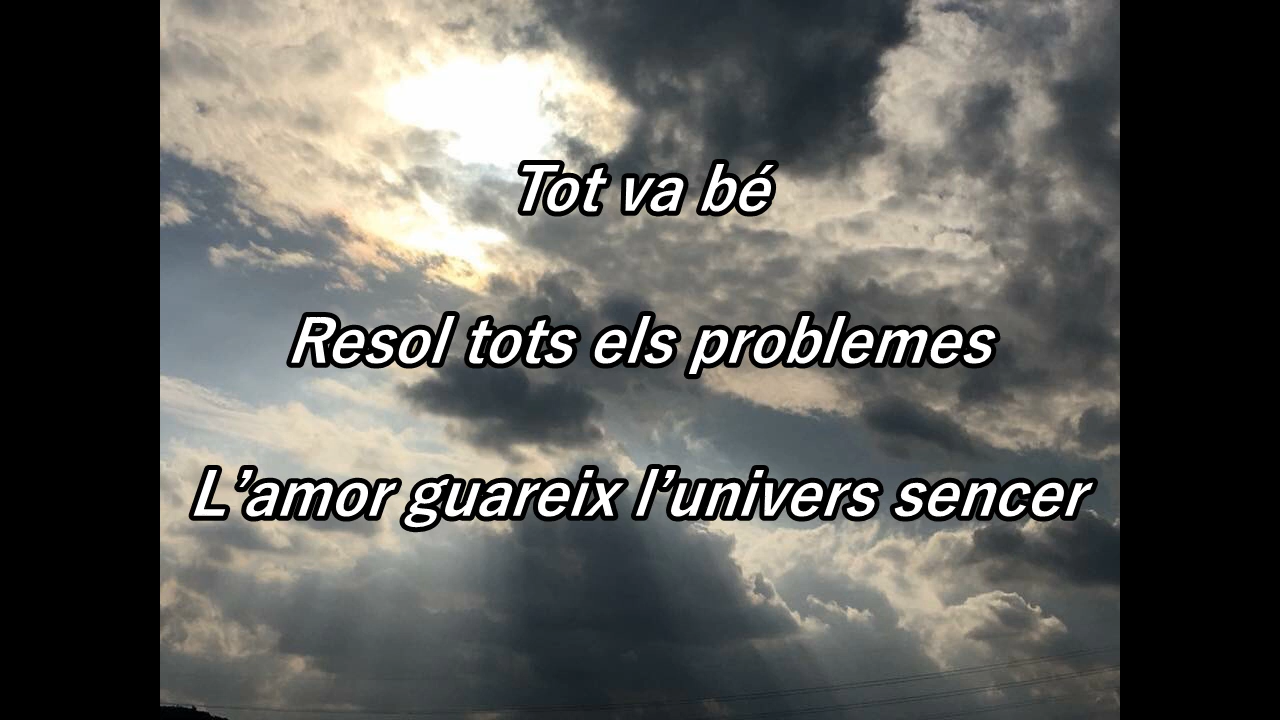 Tot va bé
Resol tots els problemes
L’amor guareix l’univers sencer